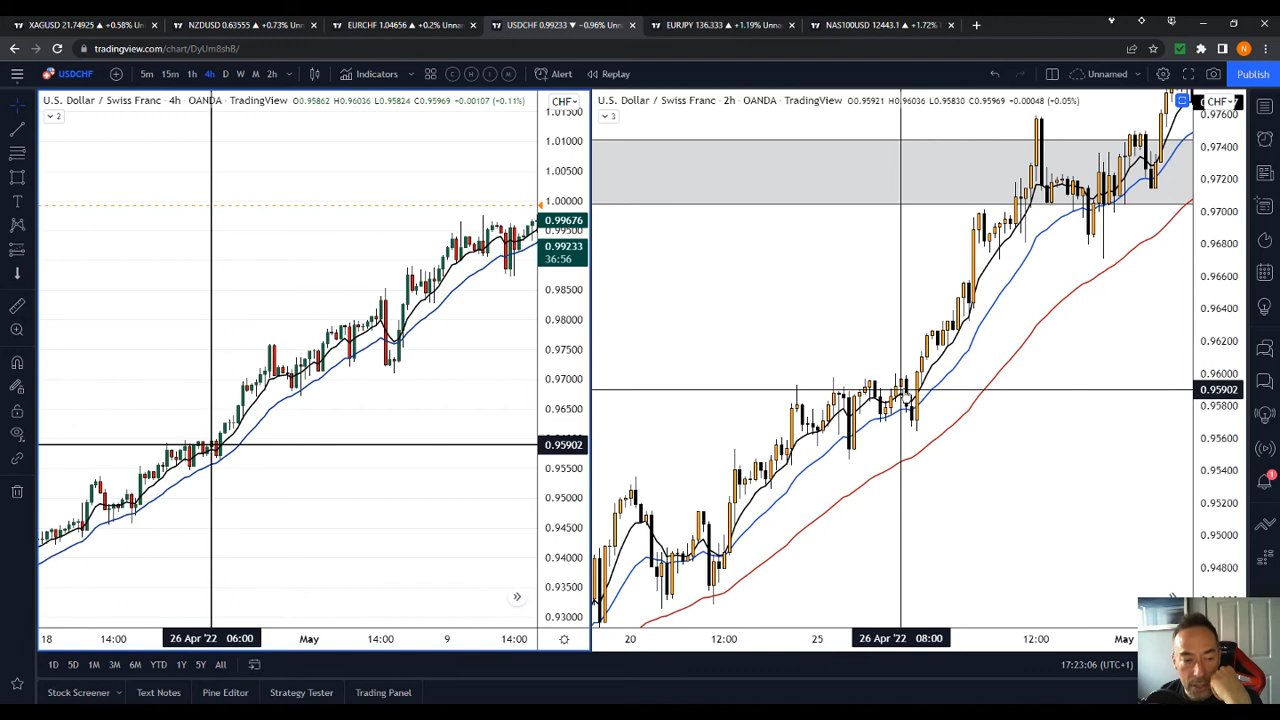 XAGUSD 21.74925 ▲ +0.58% Unna
NZDUSD 0.63555 ▲ +0.73% Unna
EURCHF 1.04656 ▲ +0.2% Unna
USDCHF 0.99233 ▼ −0.96% Unna
EURJPY 136.333 ▲ +1.19% Unna
NAS100USD 12443.1 ▲ +1.72%
tradingview.com/chart/DyUm8shB/
N
USDCHF 5m 15m 1h 4h D W M 2h Indicators C H I M Alert Replay Unnamed Publish
U.S. Dollar / Swiss Franc · 4h · OANDA · TradingView O0.95862 H0.96036 L0.95824 C0.95969 +0.00107 (+0.11%)
CHF
2
1.01500
1.01000
1.00500
1.00000
0.99676
0.99500
0.99233
36:56
0.98500
0.98000
0.97500
0.97000
0.96500
0.95902
0.95500
0.95000
0.94500
0.94000
0.93500
0.93000
18 14:00 26 Apr '22 06:00 May 14:00 9 14:00
U.S. Dollar / Swiss Franc · 2h · OANDA · TradingView O0.95921 H0.96036 L0.95830 C0.95969 +0.00048 (+0.05%)
CHF
3
0.97600
0.97400
0.97200
0.97000
0.96800
0.96600
0.96400
0.96200
0.96000
0.95902
0.95800
0.95600
0.95400
0.95200
0.95000
0.94800
20 12:00 25 26 Apr '22 08:00 12:00 May
1
1D 5D 1M 3M 6M YTD 1Y 5Y All
17:23:06 (UTC+1)
Stock Screener Text Notes Pine Editor Strategy Tester Trading Panel